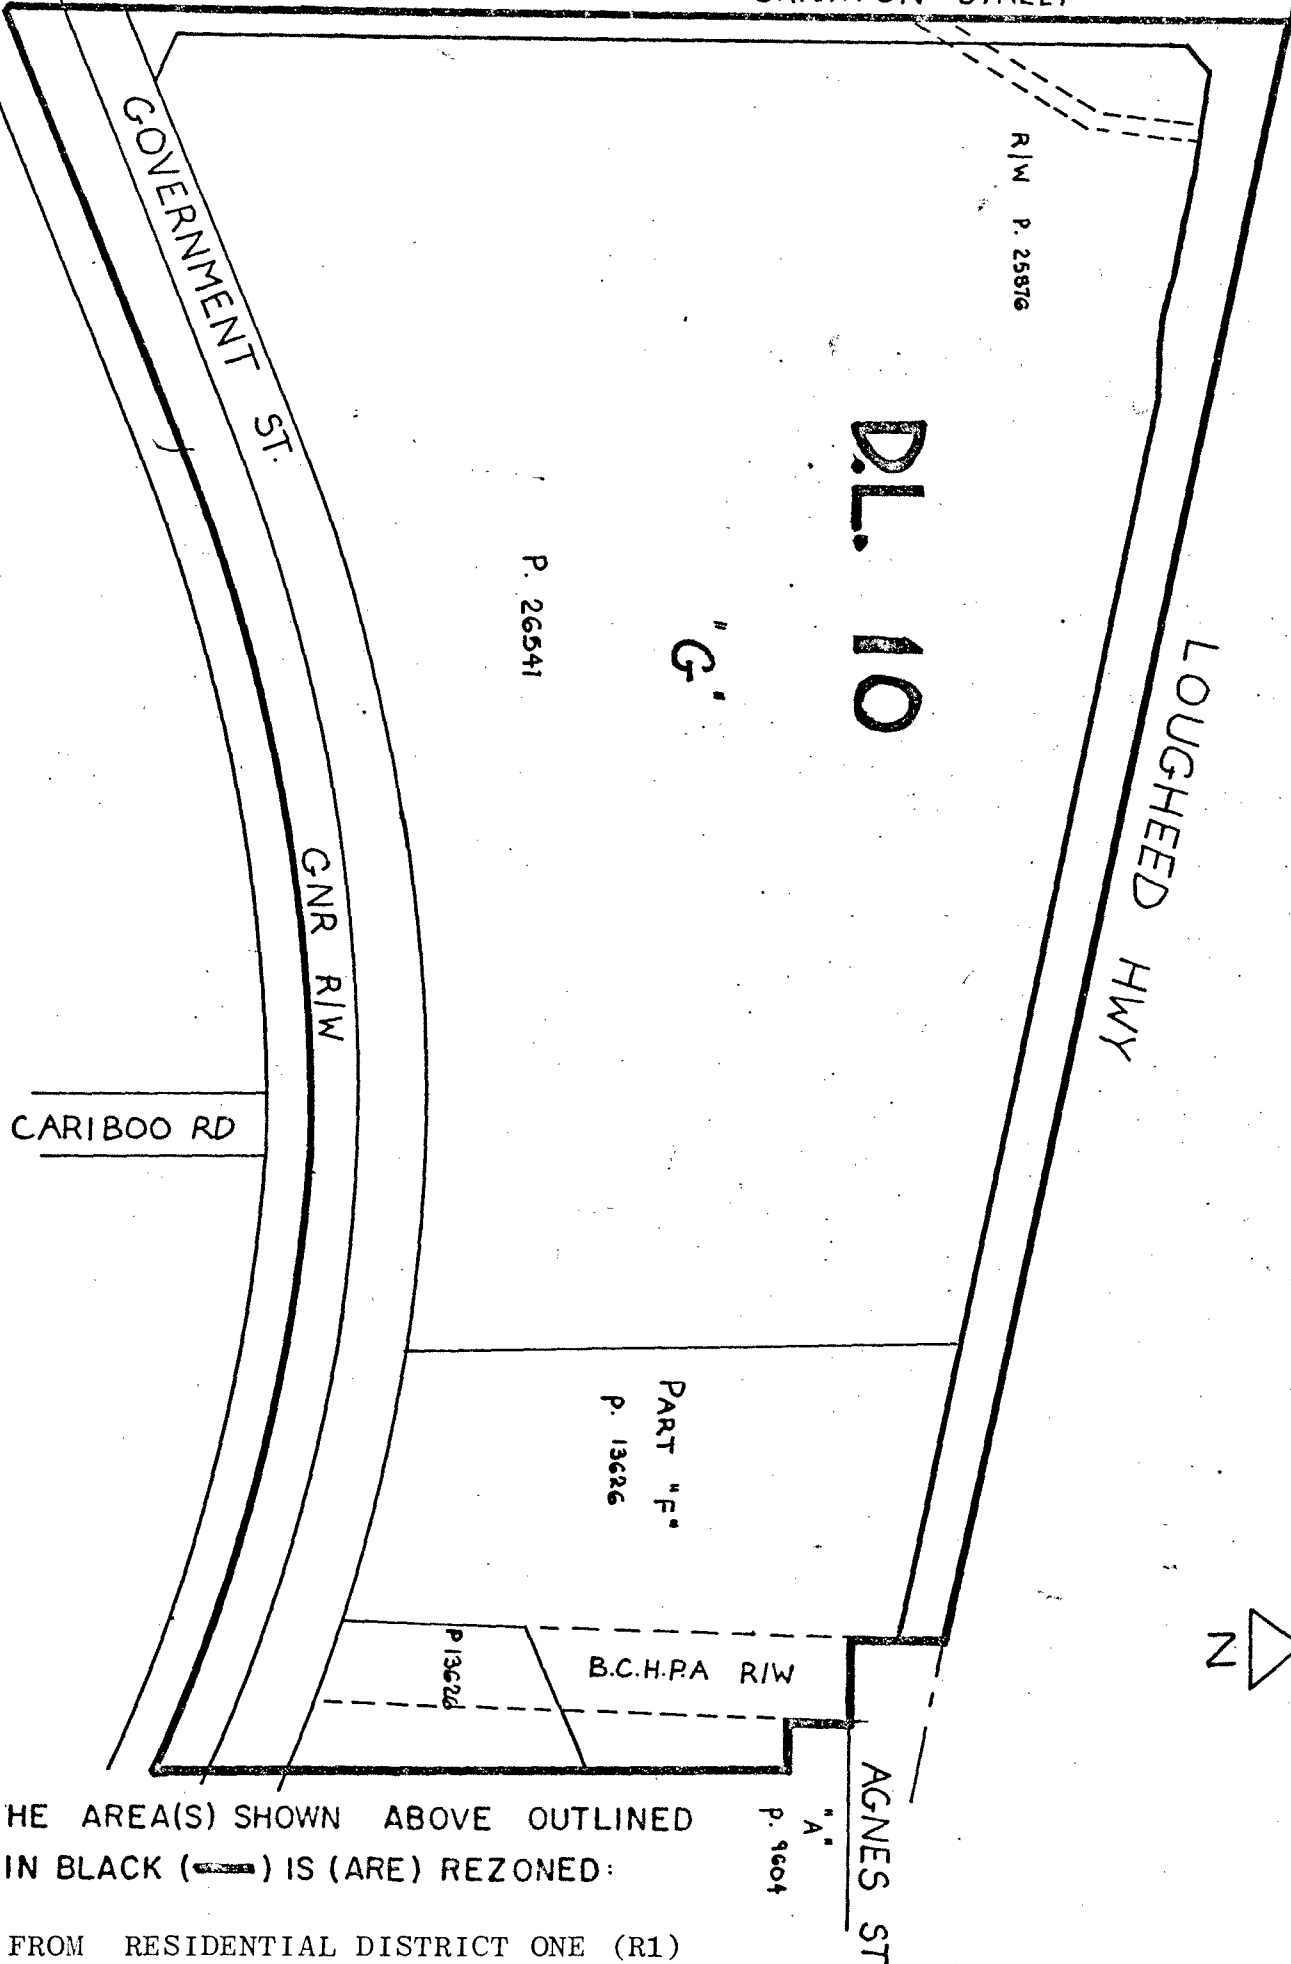 GOVERNMENT ST.
R/W P. 25876
D.L. 10
"G"
P. 26541
LOUGHEED HWY
GNR R/W
CARIBOO RD
PART "F"
P. 13626
P 13626
B.C.H.P.A R/W
N
AGNES ST
"A"
P. 9604
HE AREA(S) SHOWN ABOVE OUTLINED
IN BLACK ( ) IS (ARE) REZONED:
FROM RESIDENTIAL DISTRICT ONE (R1)